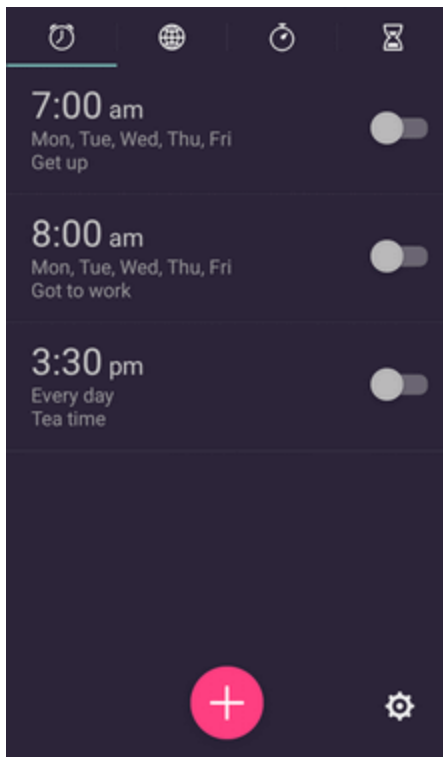 7:00 am
Mon, Tue, Wed, Thu, Fri
Get up
8:00 am
Mon, Tue, Wed, Thu, Fri
Got to work
3:30 pm
Every day
Tea time